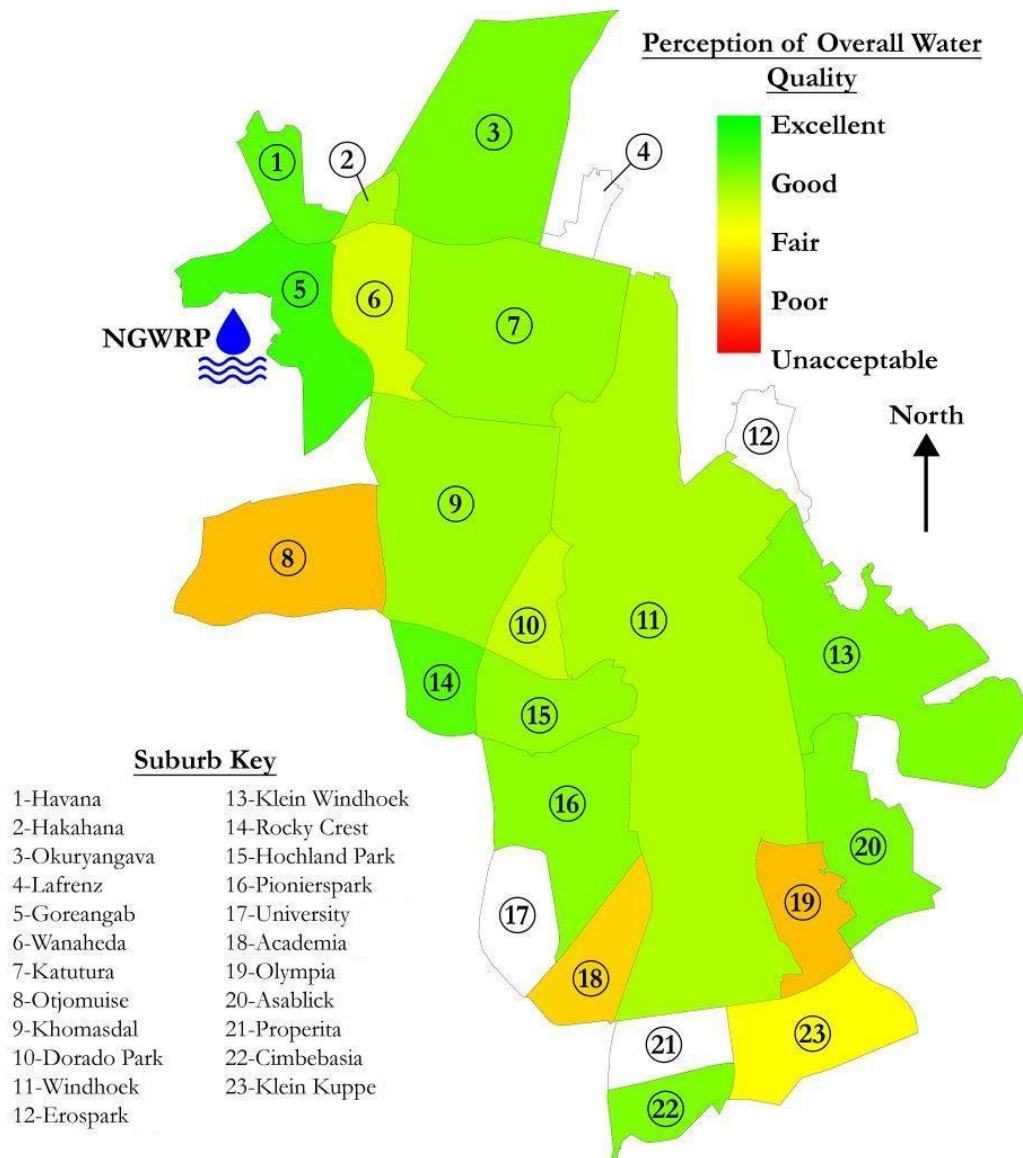 Perception of Overall Water
Quality
Excellent
Good
Fair
Poor
Unacceptable
North
NGWRP
1
2
3
4
5
6
7
8
9
10
11
12
13
14
15
16
17
18
19
20
21
22
23
Suburb Key
1-Havana
2-Hakahana
3-Okuryangava
4-Lafrenz
5-Goreangab
6-Wanaheda
7-Katutura
8-Otjomuise
9-Khomasdal
10-Dorado Park
11-Windhoek
12-Erospark
13-Klein Windhoek
14-Rocky Crest
15-Hochland Park
16-Pionierspark
17-University
18-Academia
19-Olympia
20-Asablick
21-Properita
22-Cimbebasia
23-Klein Kuppe